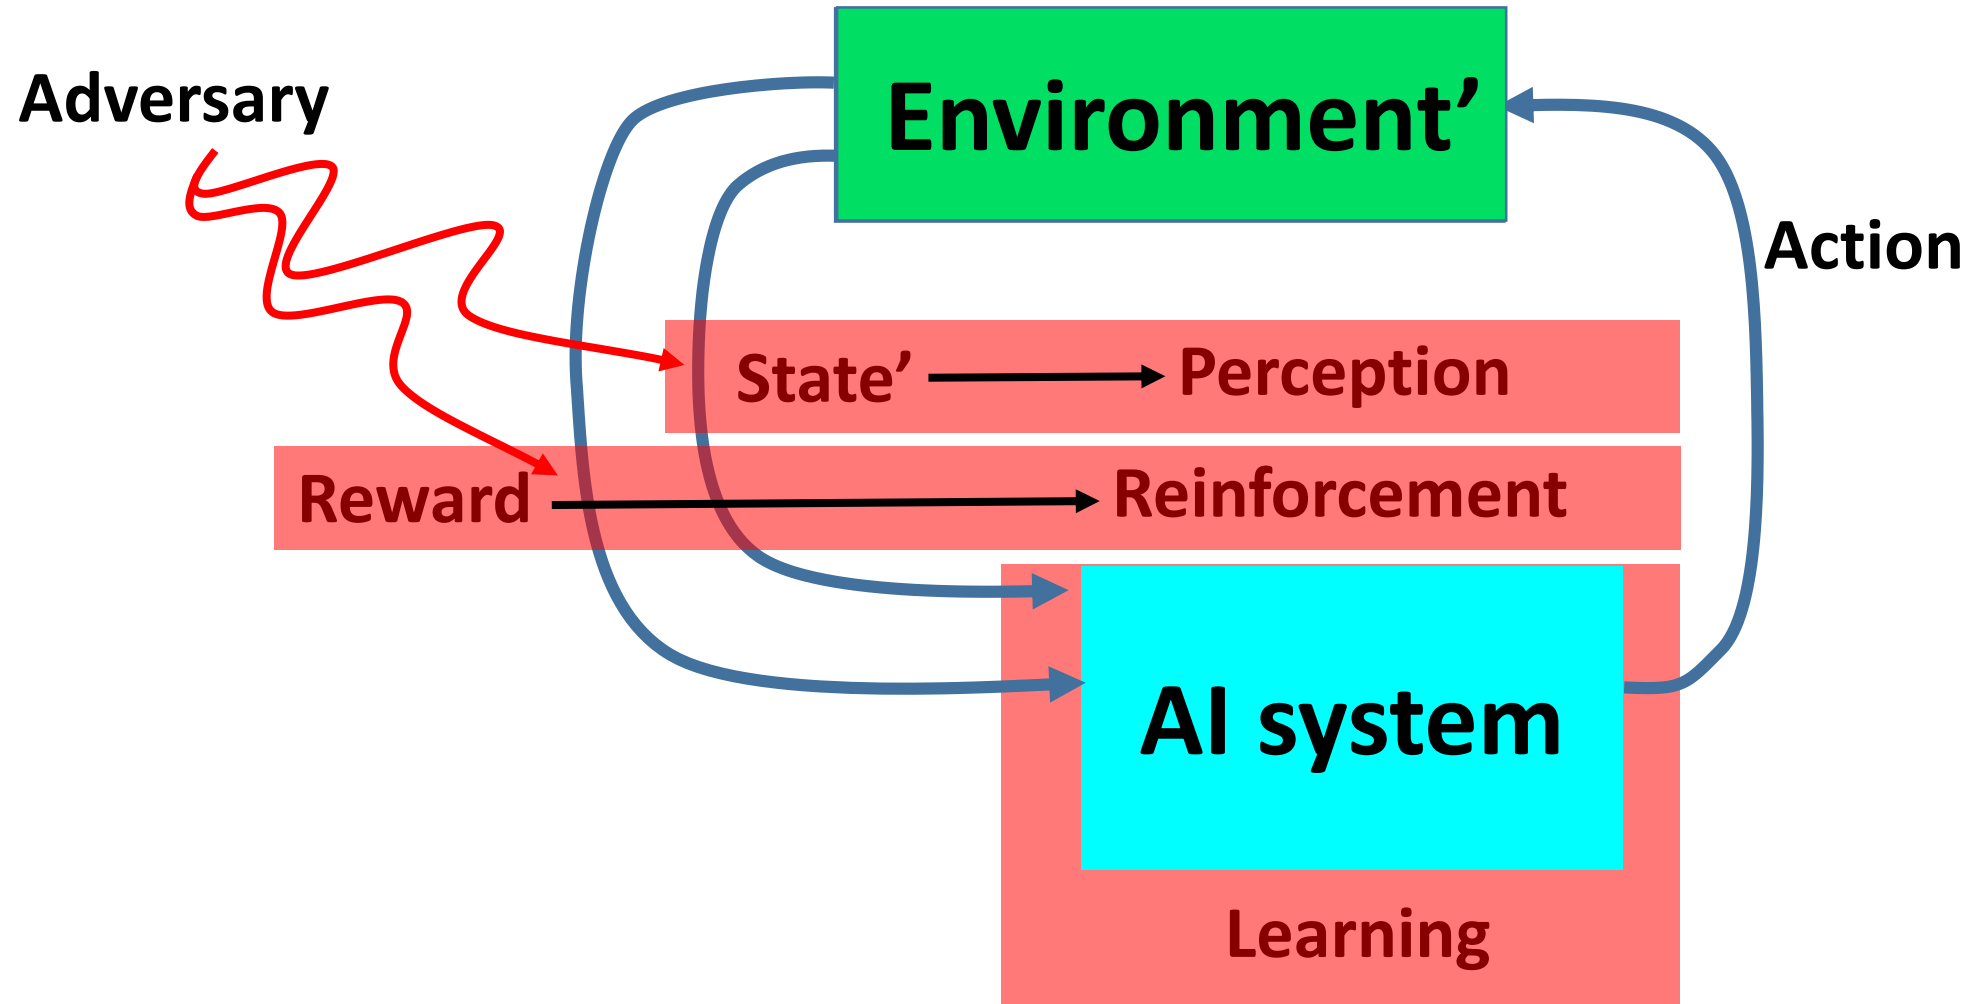 Adversary
Environment’
Action
State’
Perception
Reward
Reinforcement
AI system
Learning